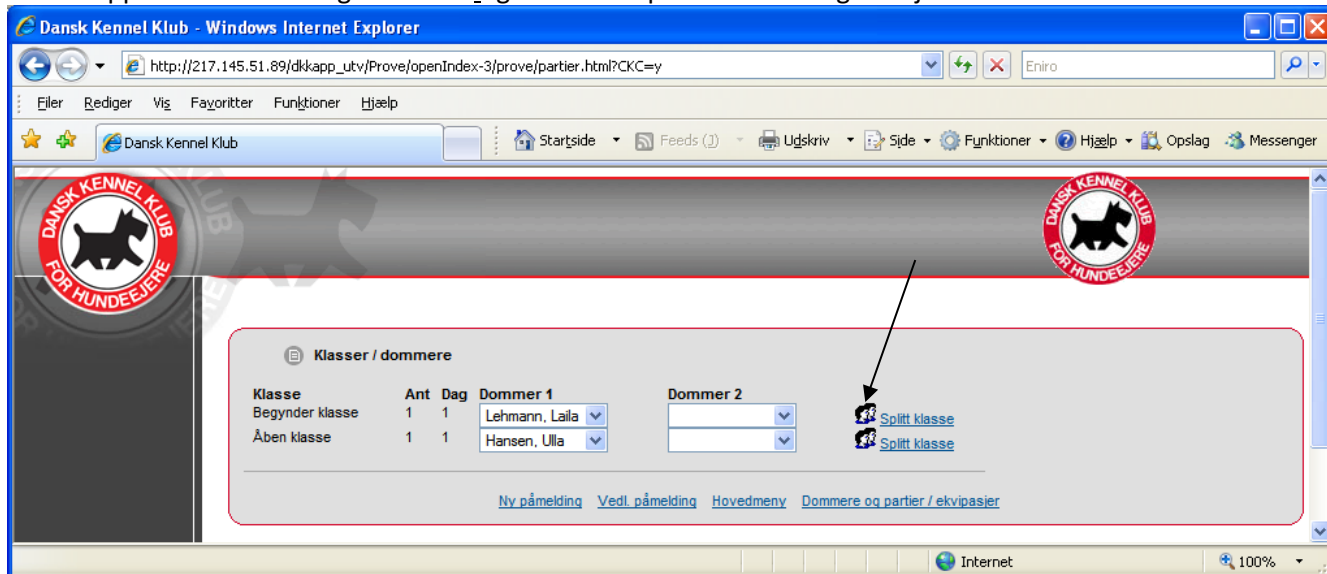 Dansk Kennel Klub - Windows Internet Explorer
http://217.145.51.89/dkkapp_utv/Prove/openIndex-3/prove/partier.html?CKC=y
Eniro
Filer Rediger Vis Favoritter Funktioner Hjælp
Dansk Kennel Klub Startside Feeds (J) Udskriv Side Funktioner Hjælp Opslag Messenger
DANSK KENNEL KLUB FOR HUNDEEJERE
DANSK KENNEL KLUB FOR HUNDEEJERE
Klasser / dommere
Klasse Ant Dag Dommer 1 Dommer 2
Begynder klasse 1 1 Lehmann, Laila Splitt klasse
Åben klasse 1 1 Hansen, Ulla Splitt klasse
Ny påmelding Vedl. påmelding Hovedmeny Dommere og partier / ekvipasjer
Internet 100%